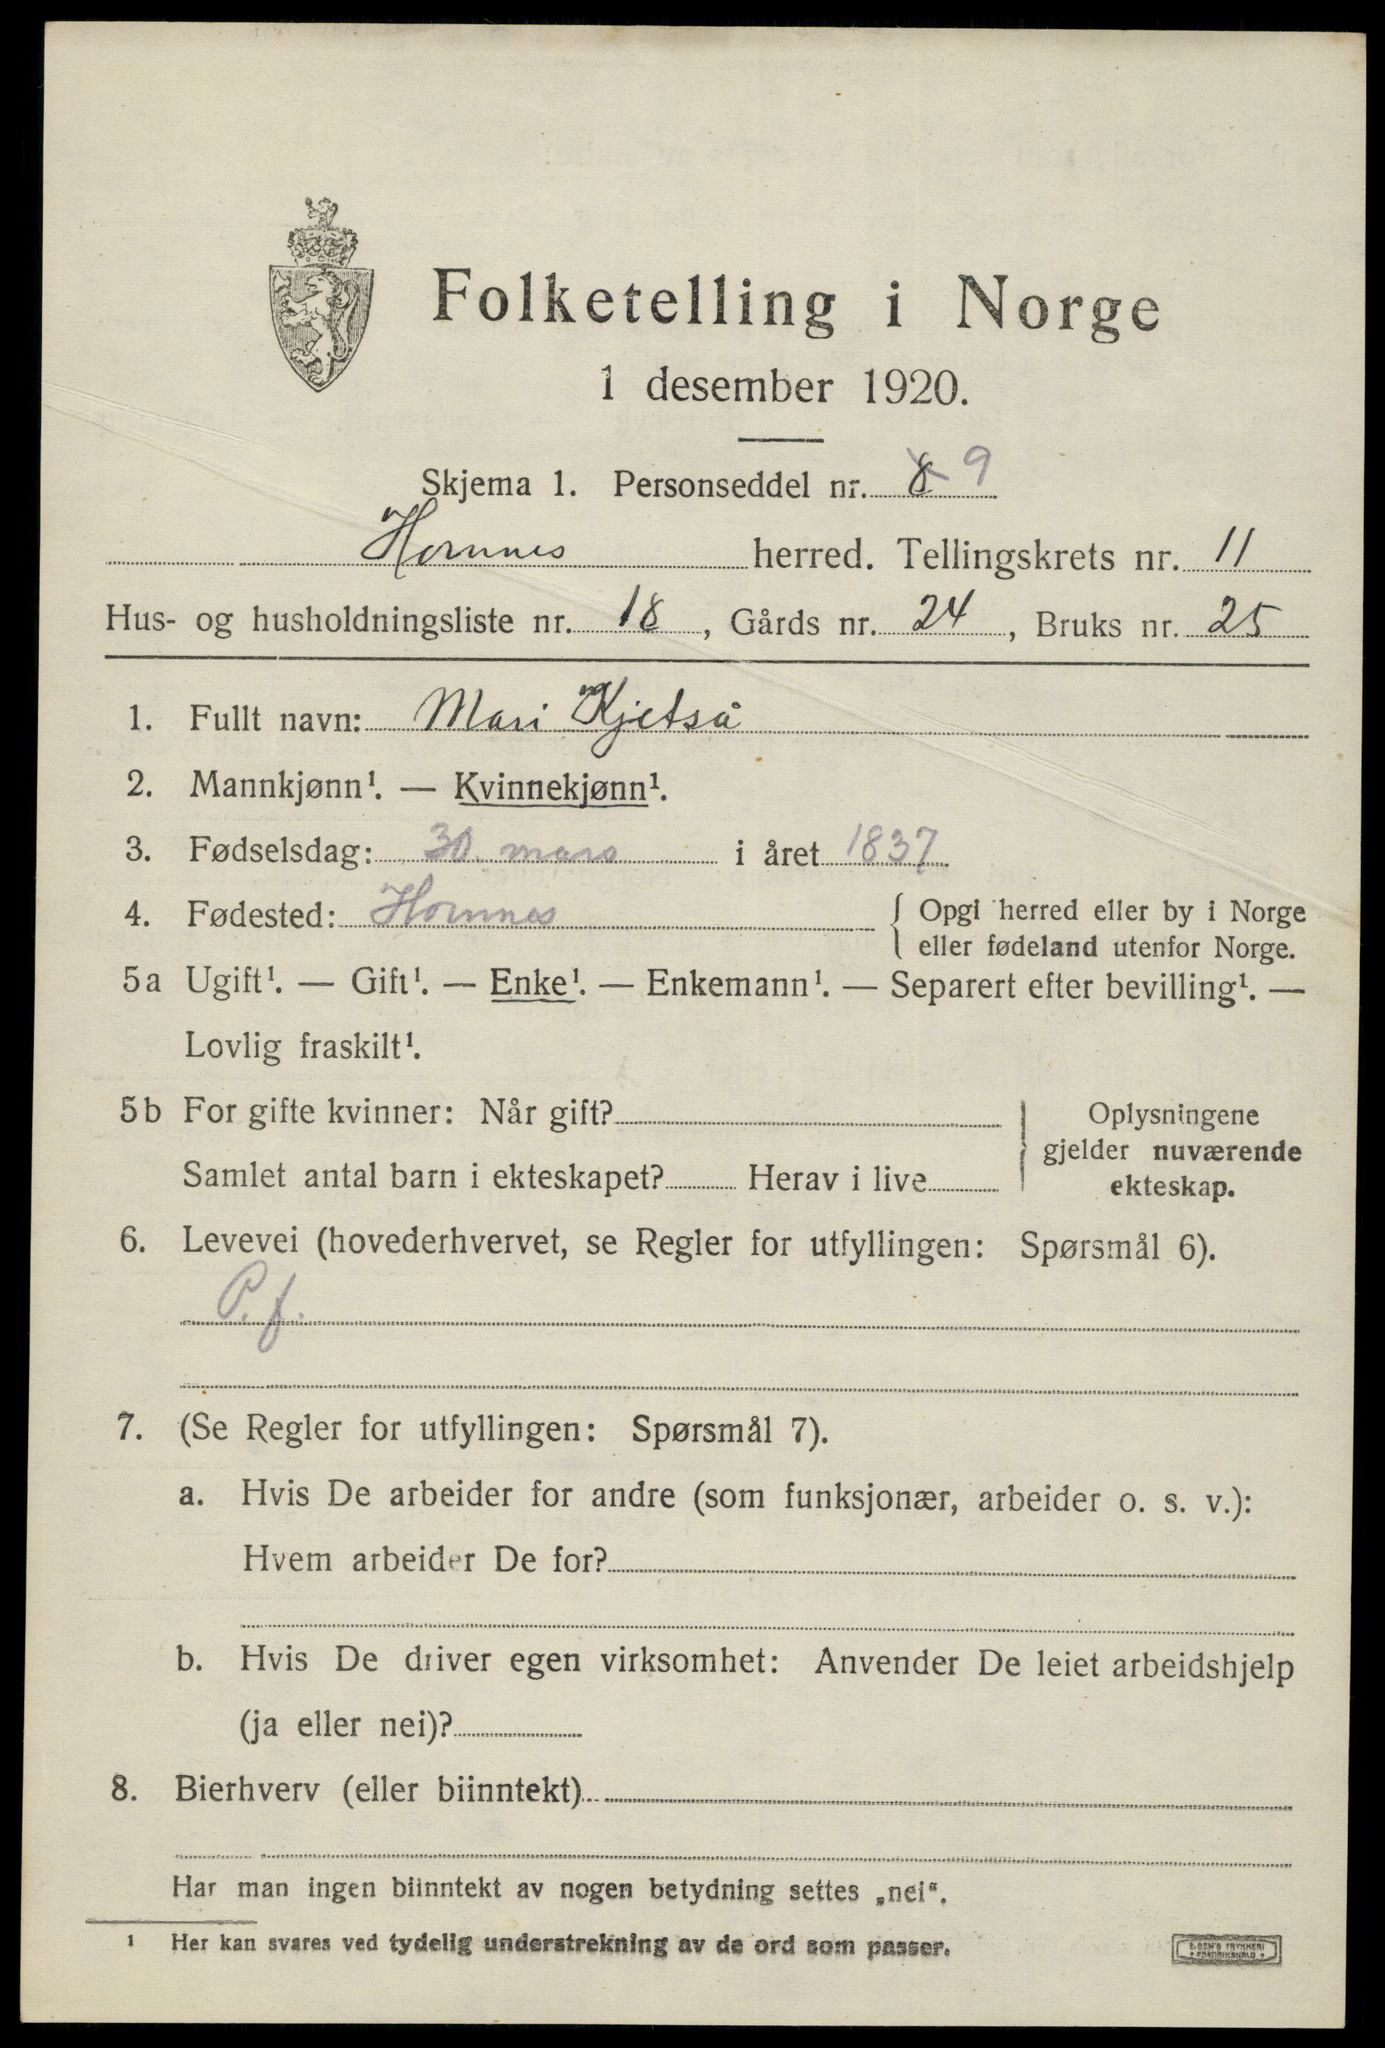 Folketelling i Norge
1 desember 1920.
Skjema 1. Personseddel nr. 8 9
Hornnes herred. Tellingskrets nr. 11
Hus- og husholdningsliste nr. 18, Gårds nr. 24, Bruks nr. 25
1. Fullt navn: Mari Kjetså
2. Mannkjønn¹. — Kvinnekjønn¹.
3. Fødselsdag: 30. mars i året 1837
4. Fødested: Hornnes { Opgi herred eller by i Norge
eller fødeland utenfor Norge.
5a Ugift¹. — Gift¹. — Enke¹. — Enkemann¹. — Separert efter bevilling¹. —
Lovlig fraskilt¹.
5b For gifte kvinner: Når gift? } Oplysningene
gjelder nuværende
Samlet antal barn i ekteskapet? Herav i live ekteskap.
6. Levevei (hovederhvervet, se Regler for utfyllingen: Spørsmål 6).
P. f.
7. (Se Regler for utfyllingen: Spørsmål 7).
a. Hvis De arbeider for andre (som funksjonær, arbeider o. s. v.):
Hvem arbeider De for?
b. Hvis De driver egen virksomhet: Anvender De leiet arbeidshjelp
(ja eller nei)?
8. Bierhverv (eller biinntekt)
Har man ingen biinntekt av nogen betydning settes „nei“.
¹ Her kan svares ved tydelig understrekning av de ord som passer.